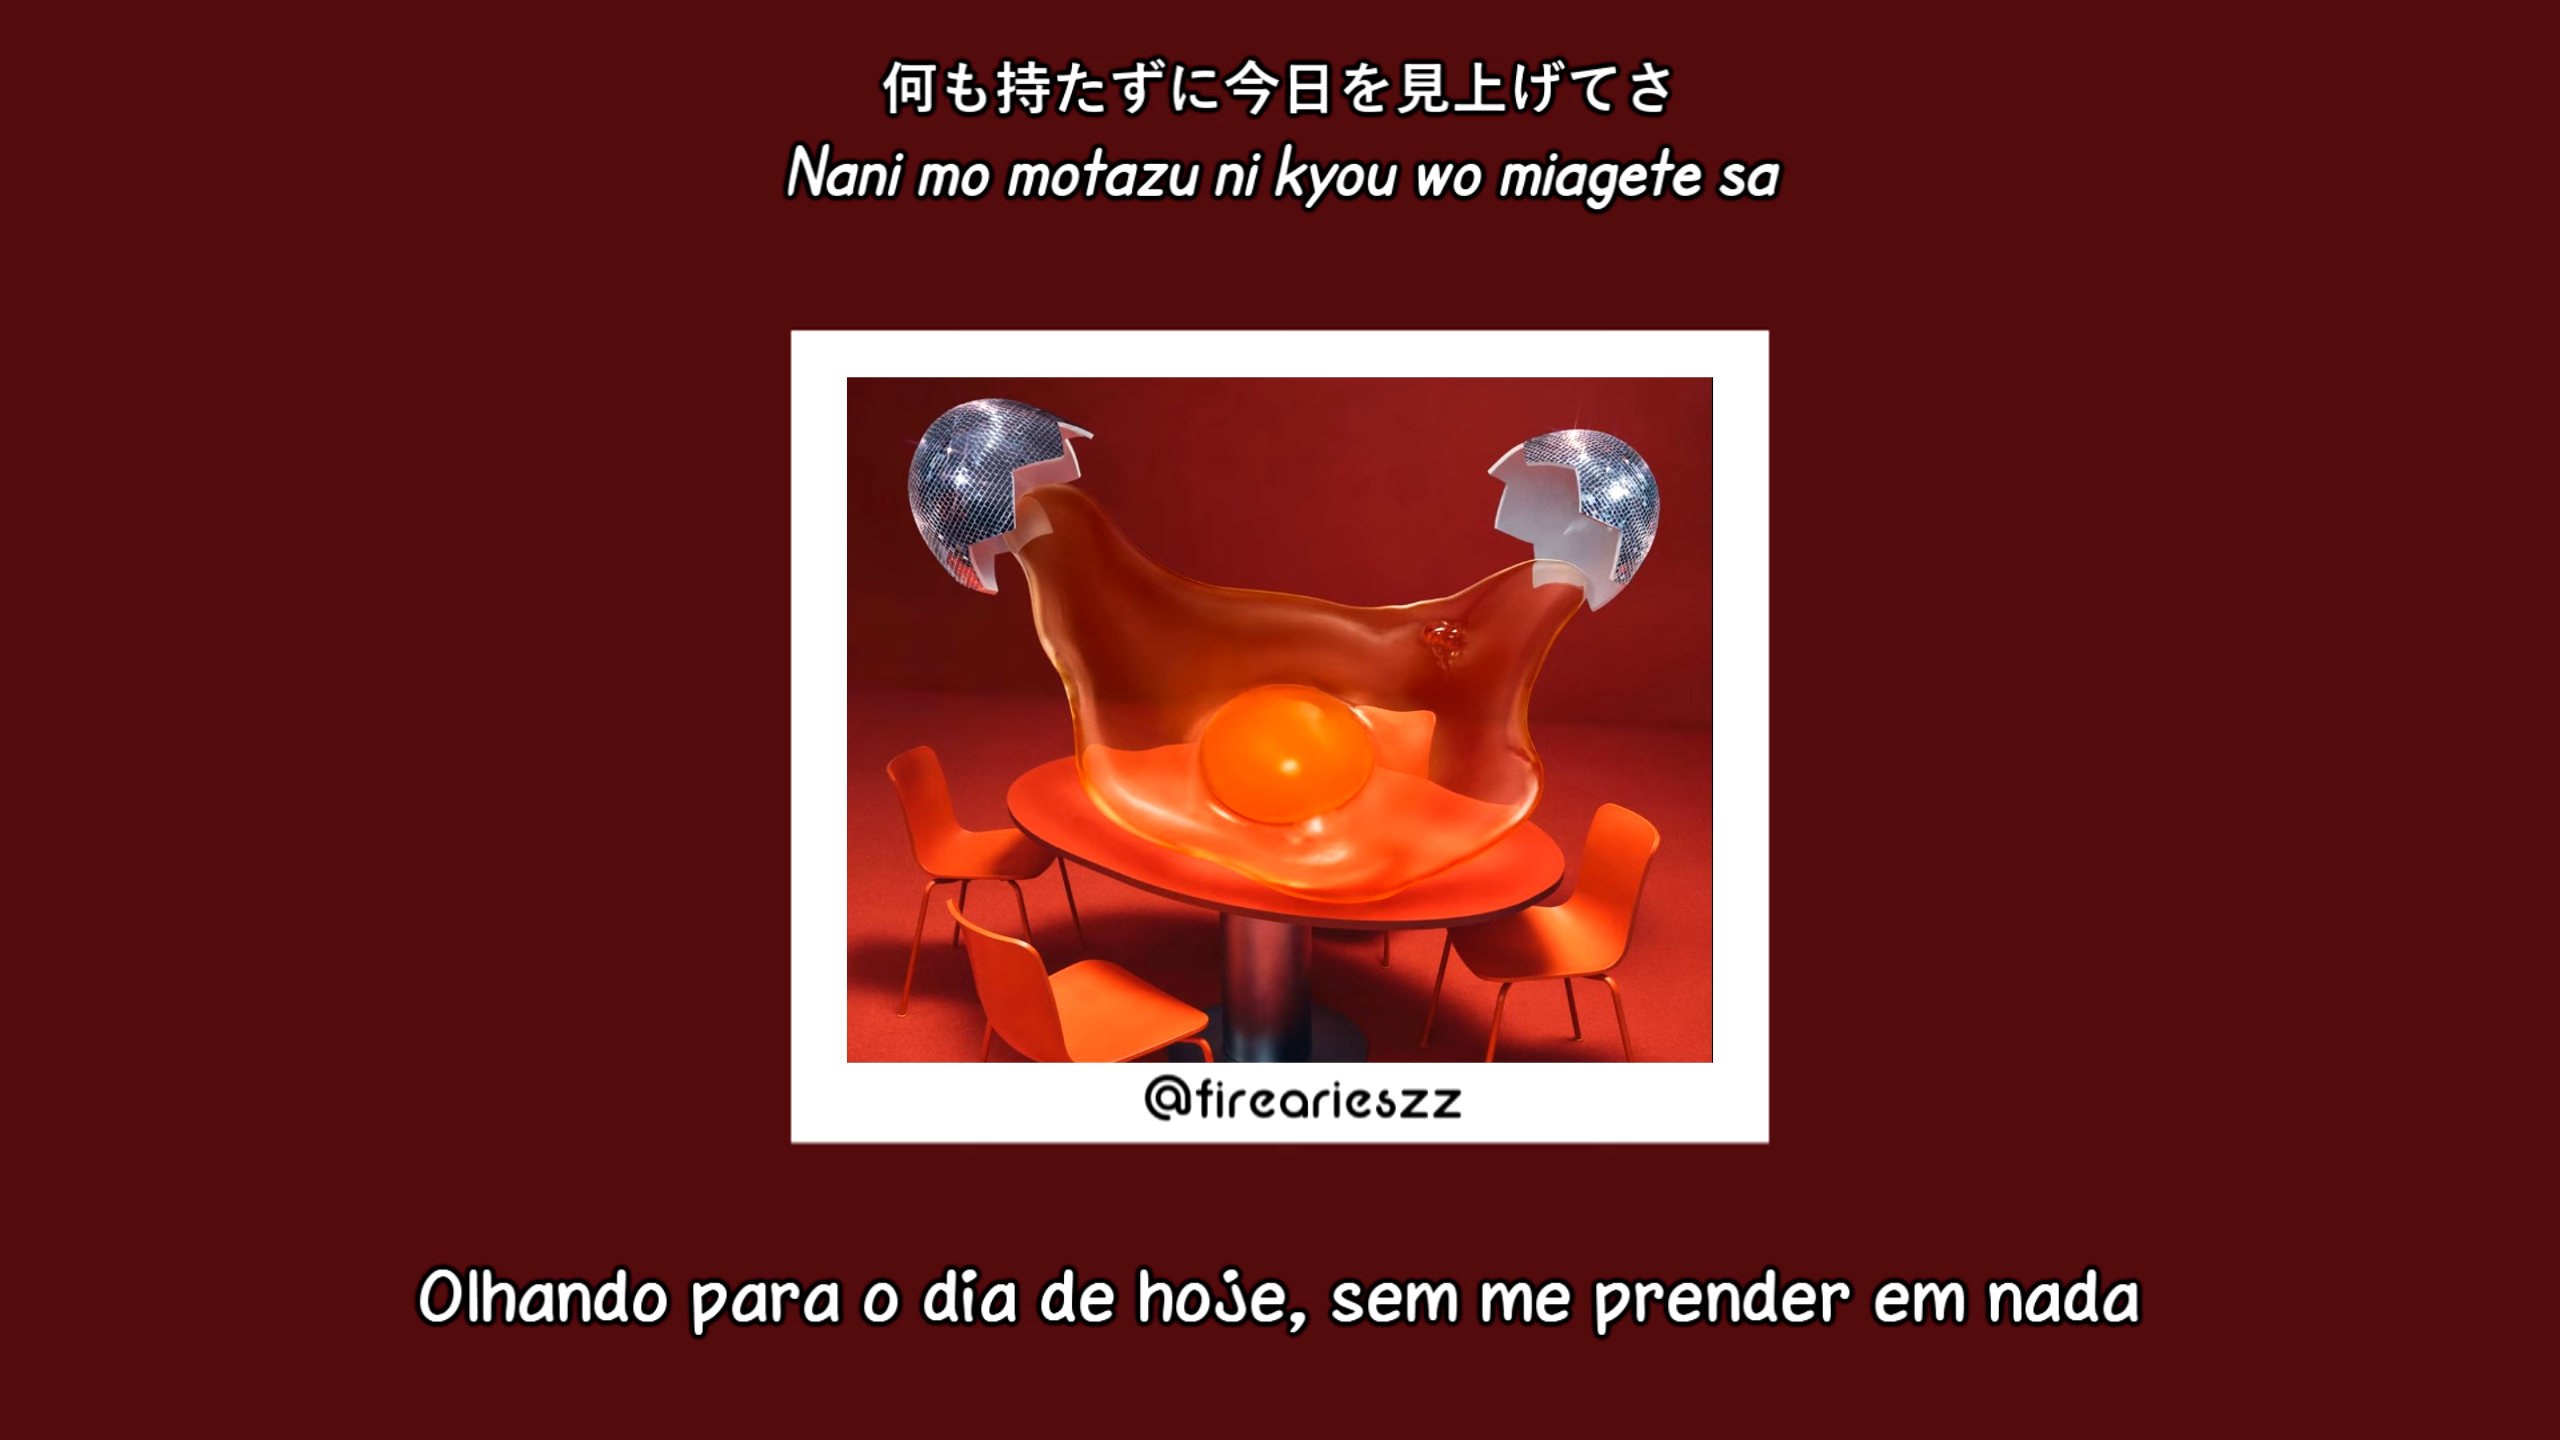 何も持たずに今日を見上げてさ
Nani mo motazu ni kyou wo miagete sa
@firearieszz
Olhando para o dia de hoje, sem me prender em nada